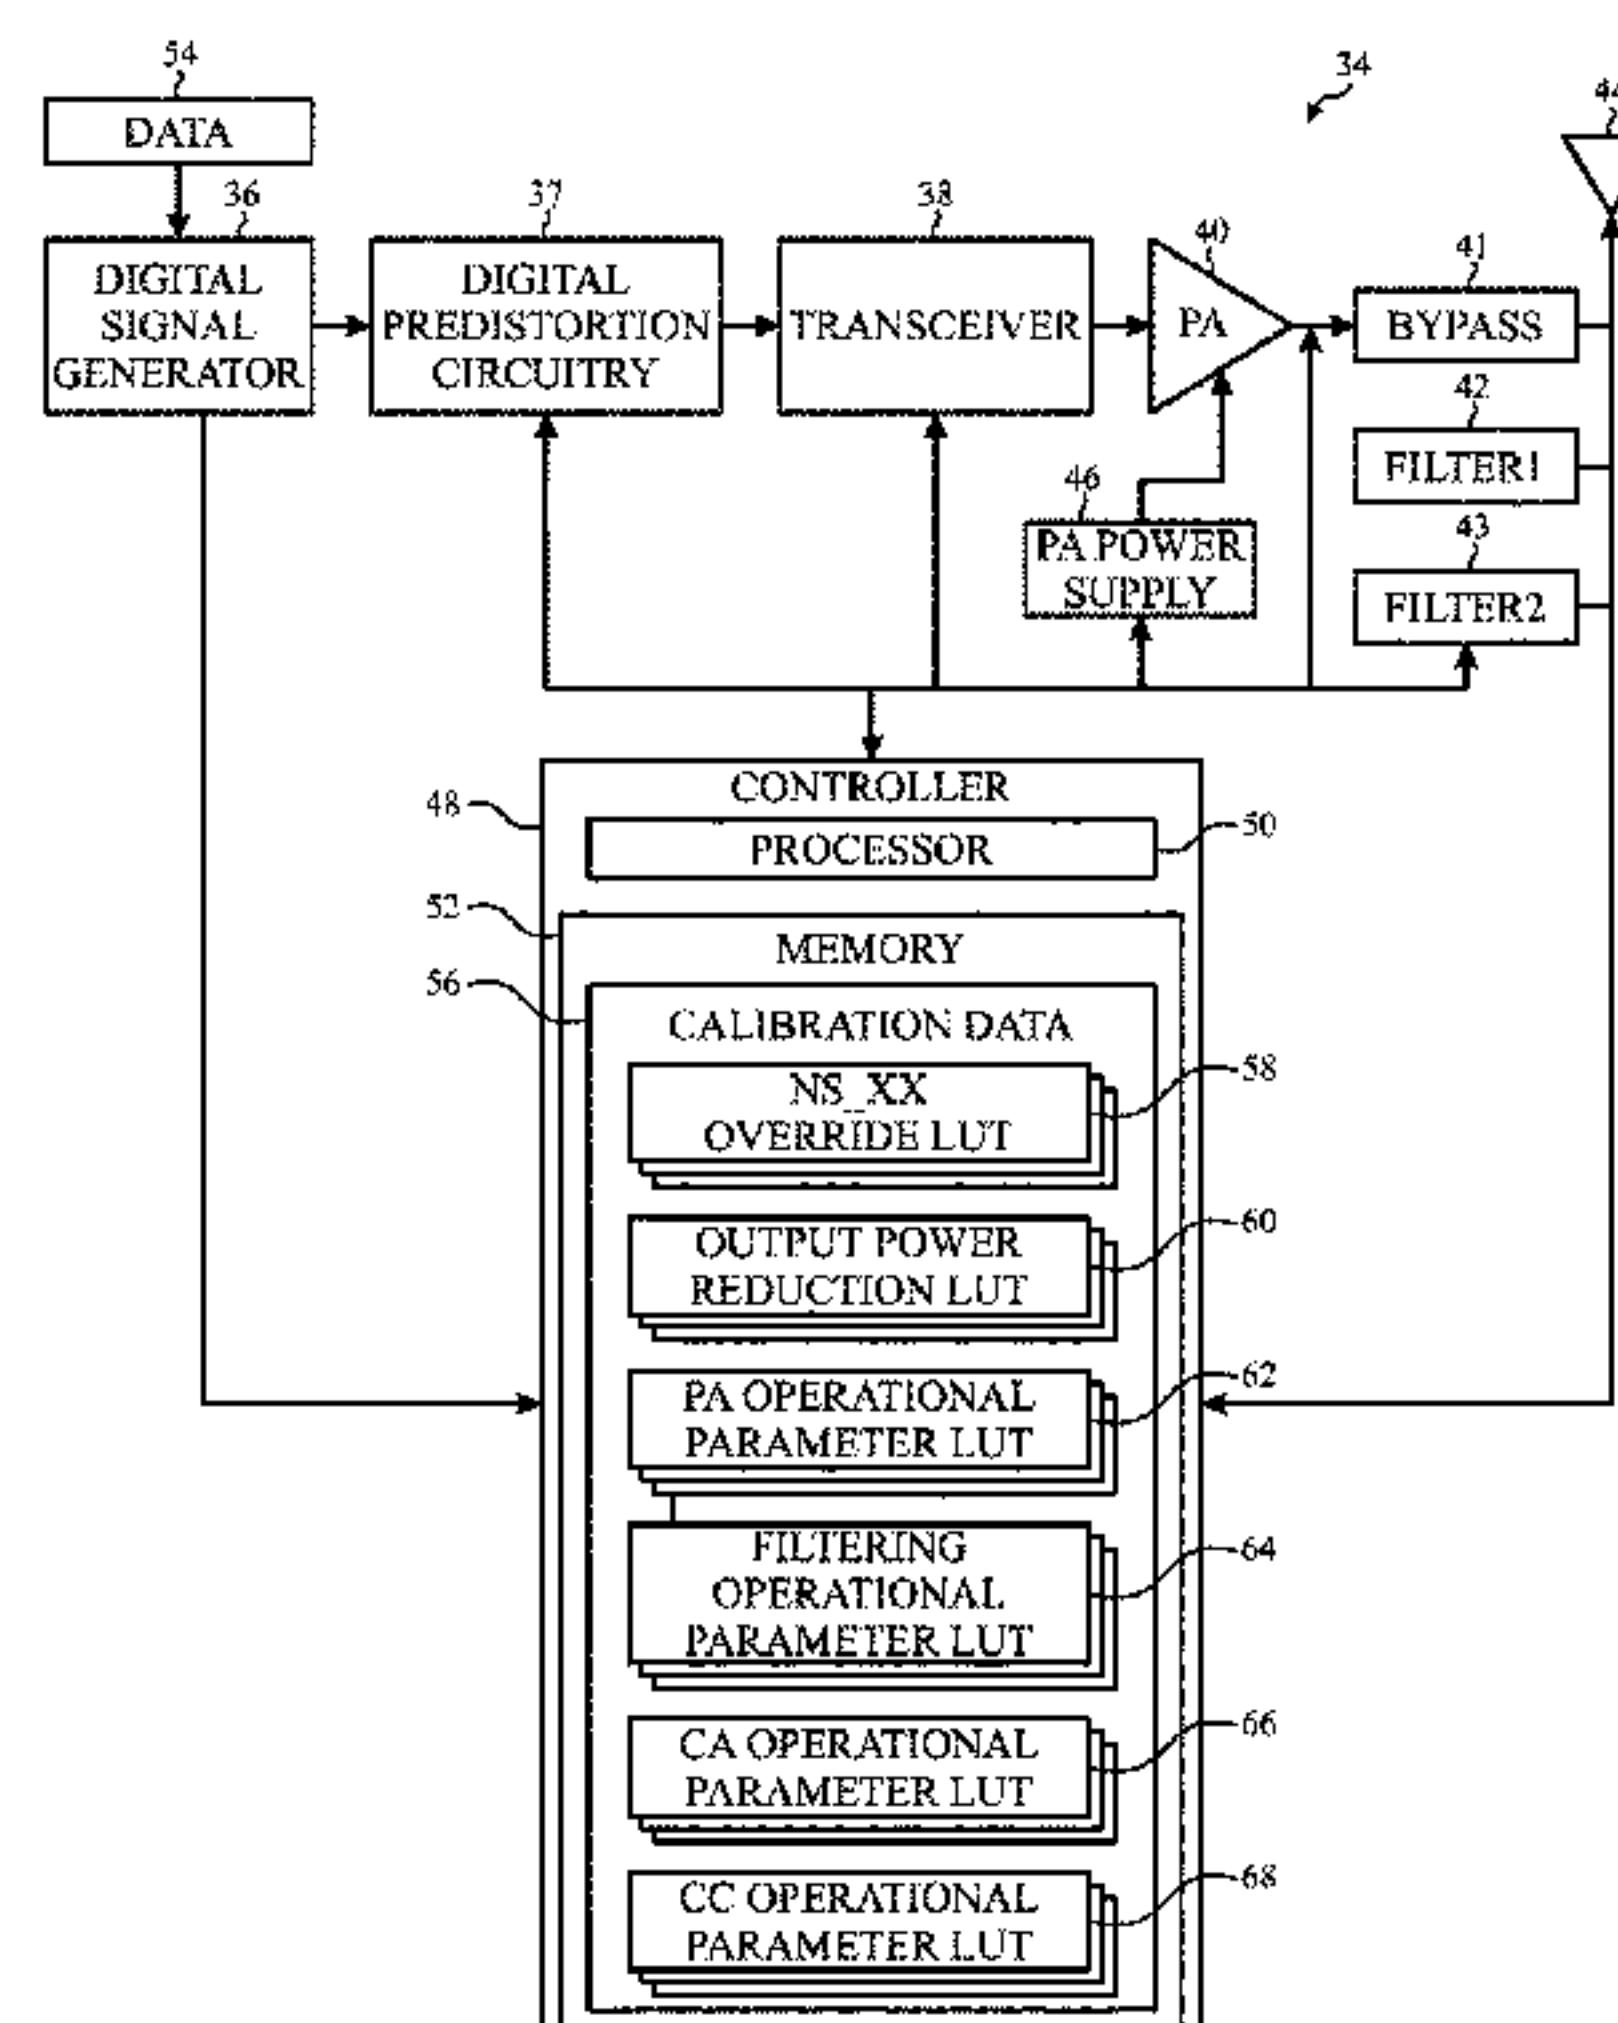 54
DATA
34
44
36
DIGITAL
SIGNAL
GENERATOR
37
DIGITAL
PREDISTORTION
CIRCUITRY
38
TRANSCEIVER
40
PA
41
BYPASS
42
FILTER1
43
FILTER2
46
PA POWER
SUPPLY
48
CONTROLLER
50
PROCESSOR
52
MEMORY
56
CALIBRATION DATA
58
NS_XX
OVERRIDE LUT
60
OUTPUT POWER
REDUCTION LUT
62
PA OPERATIONAL
PARAMETER LUT
64
FILTERING
OPERATIONAL
PARAMETER LUT
66
CA OPERATIONAL
PARAMETER LUT
68
CC OPERATIONAL
PARAMETER LUT